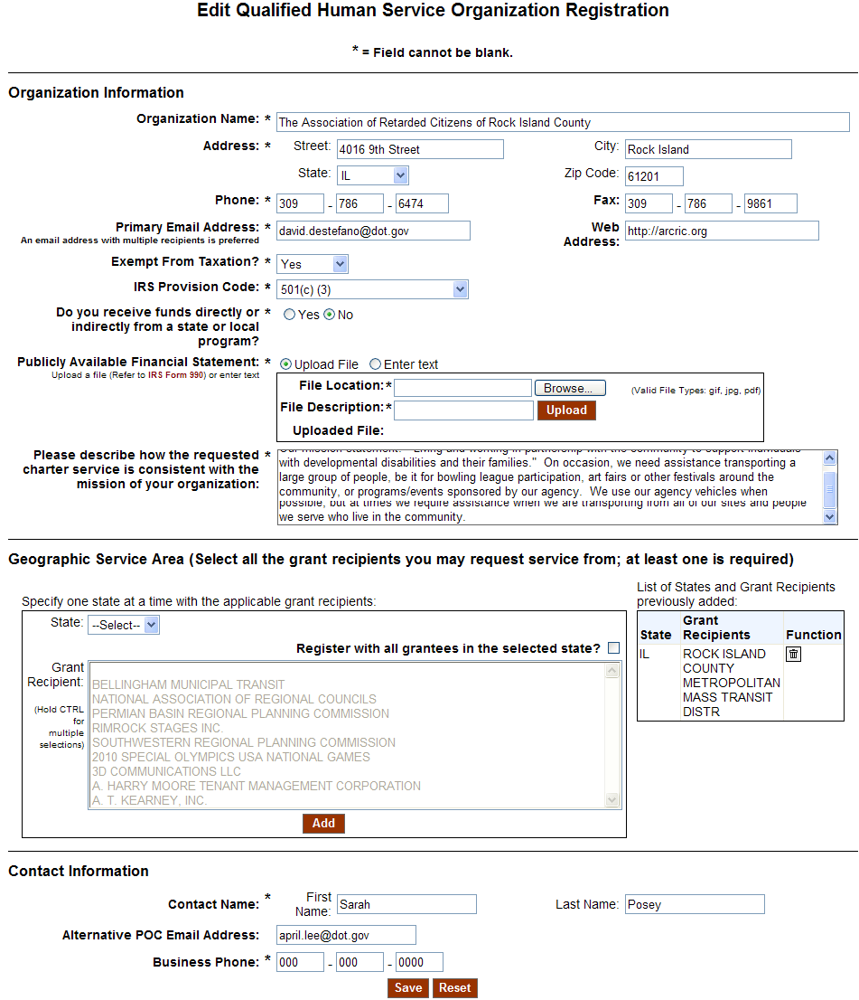 Edit Qualified Human Service Organization Registration
* = Field cannot be blank.
Organization Information
Organization Name: * The Association of Retarded Citizens of Rock Island County
Address: * Street: 4016 9th Street City: Rock Island
State: IL Zip Code: 61201
Phone: * 309 - 786 - 6474 Fax: 309 - 786 - 9861
Primary Email Address: * david.destefano@dot.gov Web Address: http://arcric.org
An email address with multiple recipients is preferred
Exempt From Taxation? * Yes
IRS Provision Code: * 501(c) (3)
Do you receive funds directly or * Yes No
indirectly from a state or local
program?
Publicly Available Financial Statement: * Upload File Enter text
Upload a file (Refer to IRS Form 990) or enter text
File Location:* Browse... (Valid File Types: gif, jpg, pdf)
File Description:* Upload
Uploaded File:
Please describe how the requested *
charter service is consistent with the
mission of your organization:
Our mission statement: "Living and working in partnership with the community to support individuals
with developmental disabilities and their families." On occasion, we need assistance transporting a
large group of people, be it for bowling league participation, art fairs or other festivals around the
community, or programs/events sponsored by our agency. We use our agency vehicles when
possible, but at times we require assistance when we are transporting from all of our sites and people
we serve who live in the community.
Geographic Service Area (Select all the grant recipients you may request service from; at least one is required)
Specify one state at a time with the applicable grant recipients:
State: --Select--
Register with all grantees in the selected state?
Grant
Recipient:
(Hold CTRL
for
multiple
selections)
BELLINGHAM MUNICIPAL TRANSIT
NATIONAL ASSOCIATION OF REGIONAL COUNCILS
PERMIAN BASIN REGIONAL PLANNING COMMISSION
RIMROCK STAGES INC.
SOUTHWESTERN REGIONAL PLANNING COMMISSION
2010 SPECIAL OLYMPICS USA NATIONAL GAMES
3D COMMUNICATIONS LLC
A. HARRY MOORE TENANT MANAGEMENT CORPORATION
A. T. KEARNEY, INC.
Add
List of States and Grant Recipients
previously added:
State Grant Recipients Function
IL ROCK ISLAND
COUNTY
METROPOLITAN
MASS TRANSIT
DISTR
Contact Information
Contact Name: * First Name: Sarah Last Name: Posey
Alternative POC Email Address: april.lee@dot.gov
Business Phone: * 000 - 000 - 0000
Save Reset